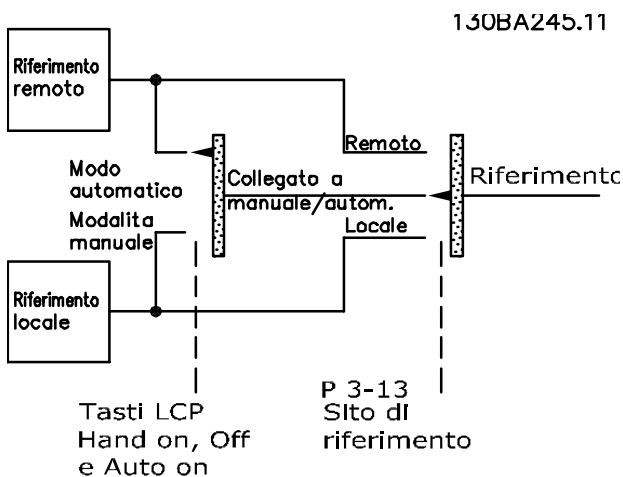 130BA245.11
Riferimento
remoto
Remoto
Modo
automatico
Collegato a
manuale/autom.
Riferimento
Modalita
manuale
Locale
Riferimento
locale
Tasti LCP
Hand on, Off
e Auto on
P 3-13
Sito di
riferimento